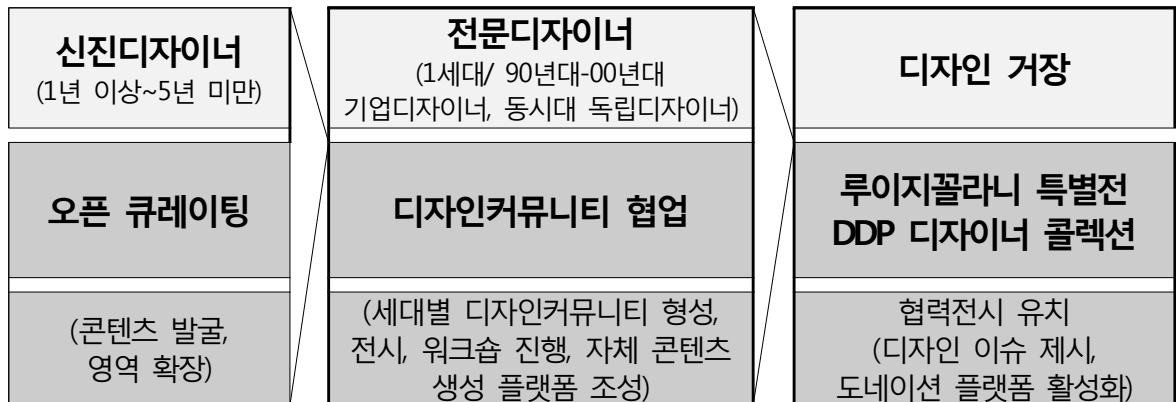 신진디자이너
(1년 이상~5년 미만)
오픈 큐레이팅
(콘텐츠 발굴,
영역 확장)
전문디자이너
(1세대/ 90년대-00년대
기업디자이너, 동시대 독립디자이너)
디자인커뮤니티 협업
(세대별 디자인커뮤니티 형성,
전시, 워크숍 진행, 자체 콘텐츠
생성 플랫폼 조성)
디자인 거장
루이지꼴라니 특별전
DDP 디자이너 콜렉션
협력전시 유치
(디자인 이슈 제시,
도네이션 플랫폼 활성화)